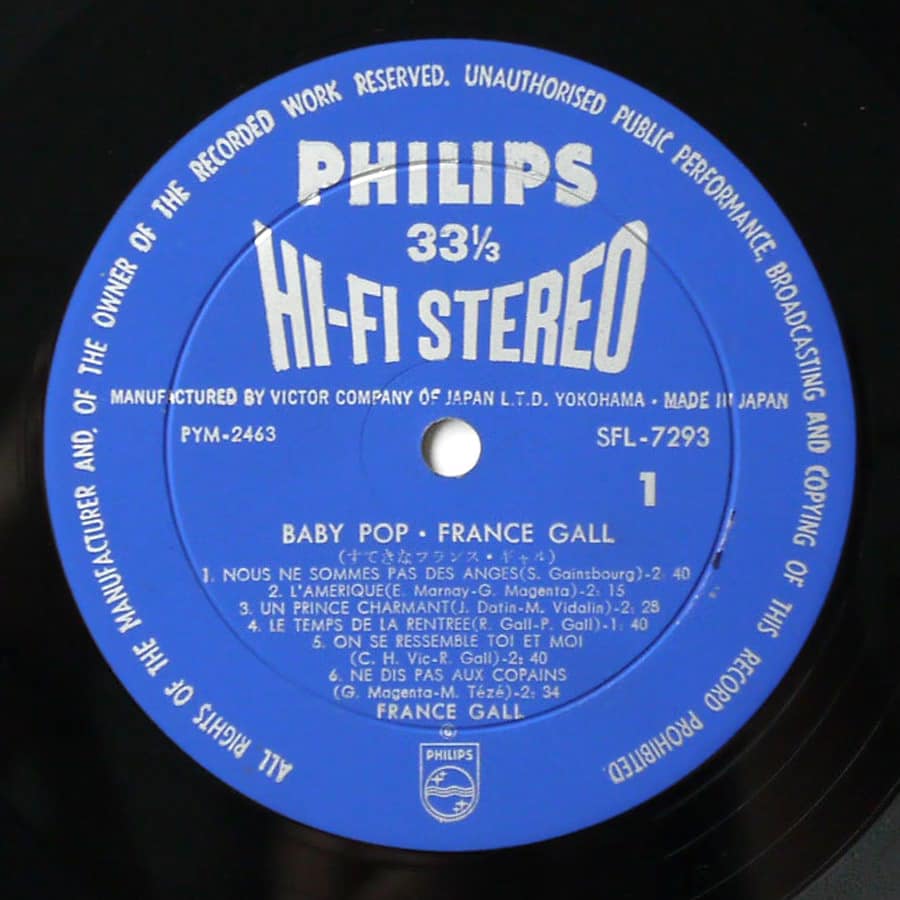 ALL RIGHTS OF THE MANUFACTURER AND, OF THE OWNER OF THE RECORDED WORK RESERVED. UNAUTHORISED PUBLIC PERFORMANCE, BROADCASTING AND COPYING OF THIS RECORD PROHIBITED.
PHILIPS
33⅓
HI-FI STEREO
MANUFACTURED BY VICTOR COMPANY OF JAPAN L.T.D. YOKOHAMA • MADE IN JAPAN
PYM-2463 SFL-7293
1
BABY POP • FRANCE GALL
(すてきなフランス・ギャル)
1. NOUS NE SOMMES PAS DES ANGES(S. Gainsbourg)-2: 40
2. L'AMERIQUE(E. Marnay-G. Magenta)-2: 15
3. UN PRINCE CHARMANT(J. Datin-M. Vidalin)-2: 28
4. LE TEMPS DE LA RENTREE(R. Gall-P. Gall)-1: 40
5. ON SE RESSEMBLE TOI ET MOI
(C. H. Vic-R. Gall)-2: 40
6. NE DIS PAS AUX COPAINS
(G. Magenta-M. Tézé)-2: 34
FRANCE GALL
PHILIPS